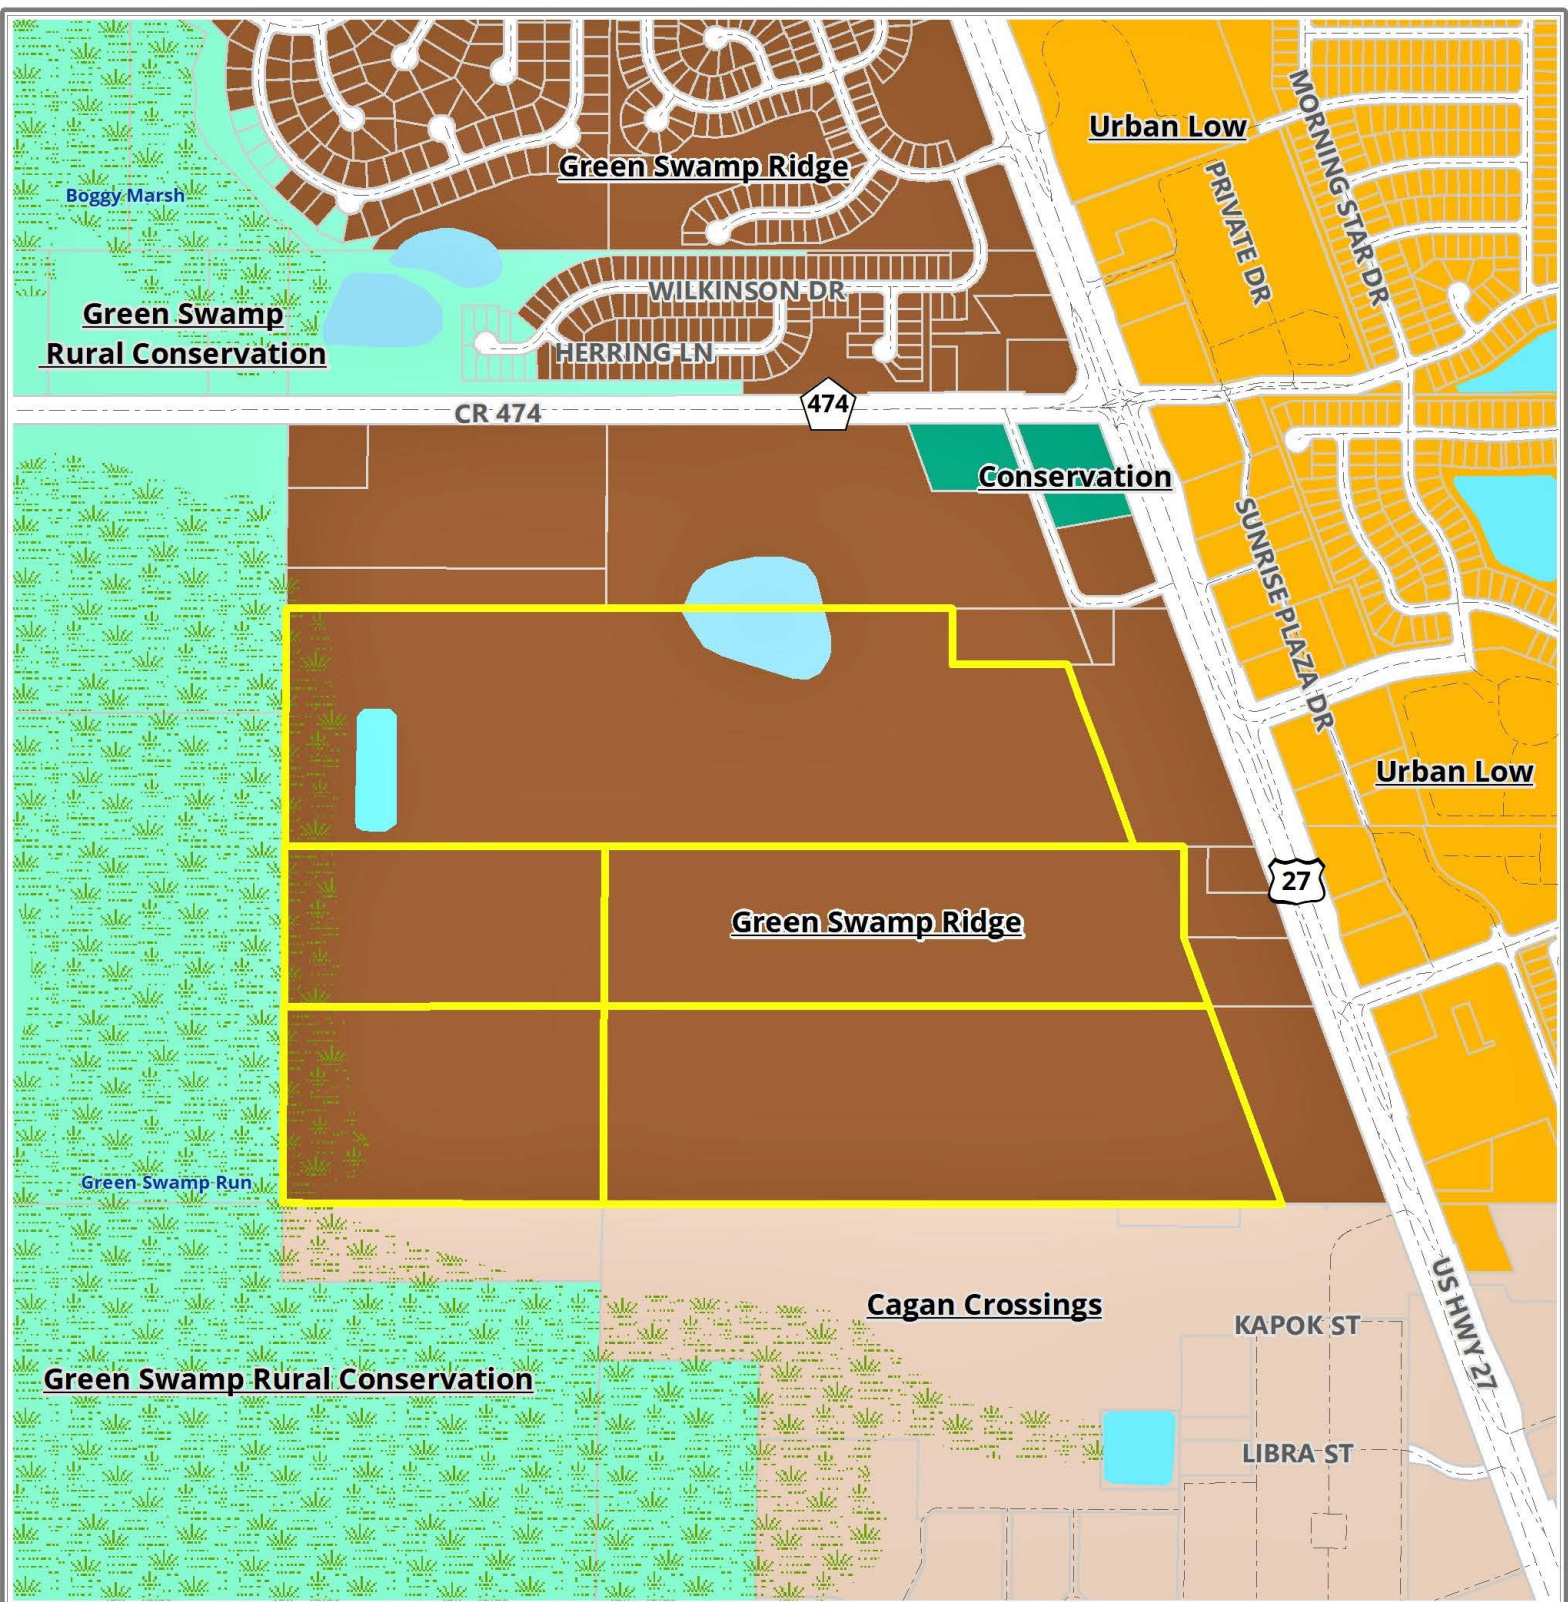 Urban Low
MORNING STAR DR
Green Swamp Ridge
PRIVATE DR
Boggy Marsh
WILKINSON DR
Green Swamp
Rural Conservation
HERRING LN
474
CR 474
Conservation
SUNRISE PLAZA DR
Urban Low
27
Green Swamp Ridge
Green Swamp Run
Cagan Crossings
KAPOK ST
US HWY 27
Green Swamp Rural Conservation
LIBRA ST